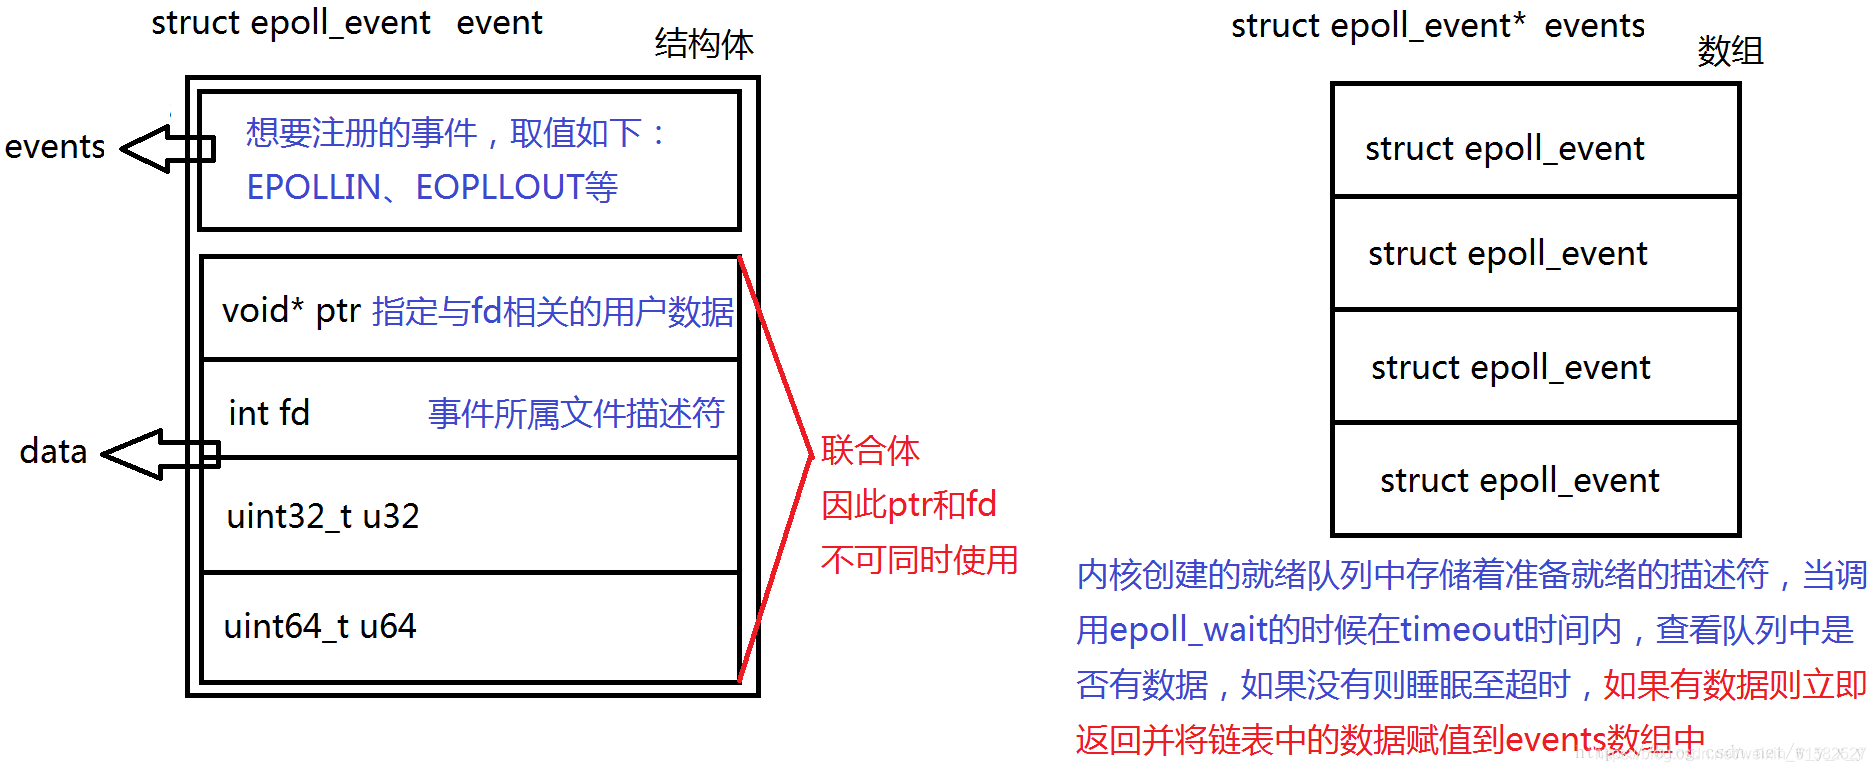 struct epoll_event event
结构体
events
想要注册的事件，取值如下：
EPOLLIN、EOPLLOUT等
void* ptr 指定与fd相关的用户数据
int fd 事件所属文件描述符
data
uint32_t u32
uint64_t u64
联合体
因此ptr和fd
不可同时使用
struct epoll_event* events
数组
struct epoll_event
struct epoll_event
struct epoll_event
struct epoll_event
内核创建的就绪队列中存储着准备就绪的描述符，当调
用epoll_wait的时候在timeout时间内，查看队列中是
否有数据，如果没有则睡眠至超时，如果有数据则立即
返回并将链表中的数据赋值到events数组中